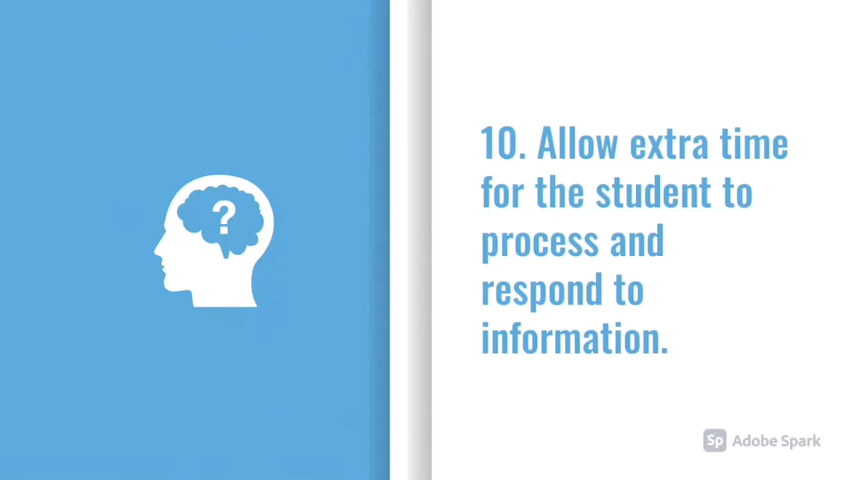 ?
10. Allow extra time
for the student to
process and
respond to
information.
Sp Adobe Spark